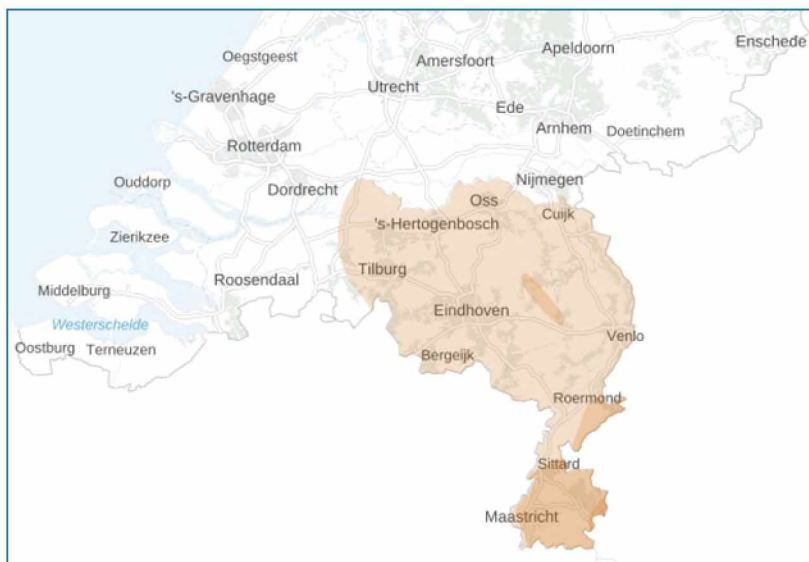 Enschede
Apeldoorn
Oegstgeest
Amersfoort
Utrecht
's-Gravenhage
Ede
Arnhem
Doetinchem
Rotterdam
Ouddorp
Dordrecht
Nijmegen
Oss
Cuijk
's-Hertogenbosch
Zierikzee
Tilburg
Roosendaal
Middelburg
Eindhoven
Westerschelde
Venlo
Oostburg
Terneuzen
Bergeijk
Roermond
Sittard
Maastricht